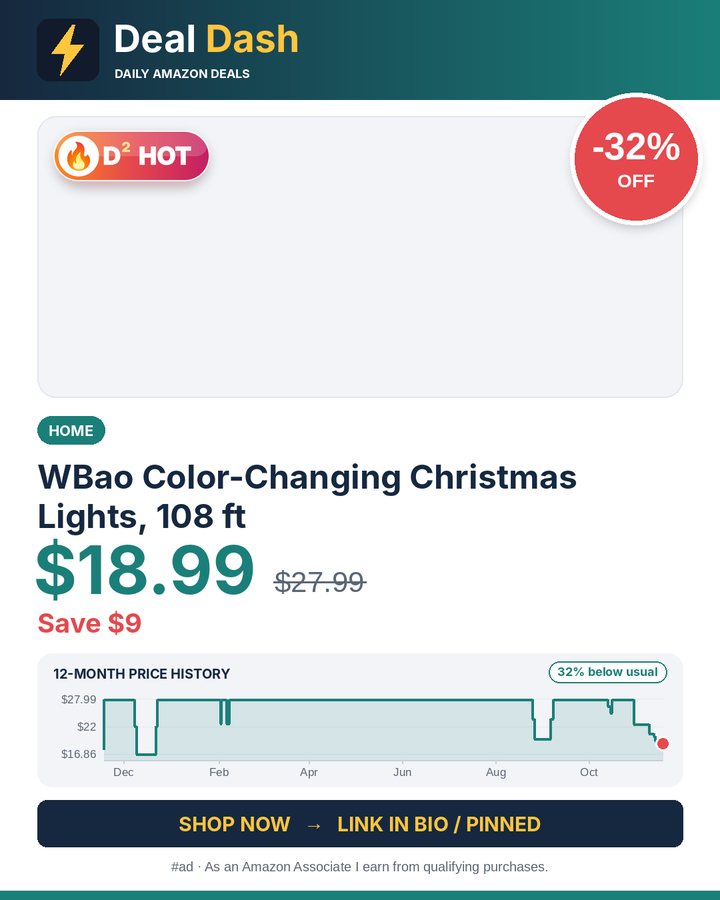 Deal Dash
DAILY AMAZON DEALS
D² HOT
-32%
OFF
HOME
WBao Color-Changing Christmas
Lights, 108 ft
$18.99 $27.99
Save $9
12-MONTH PRICE HISTORY
32% below usual
$27.99
$22
$16.86
Dec Feb Apr Jun Aug Oct
SHOP NOW → LINK IN BIO / PINNED
#ad · As an Amazon Associate I earn from qualifying purchases.